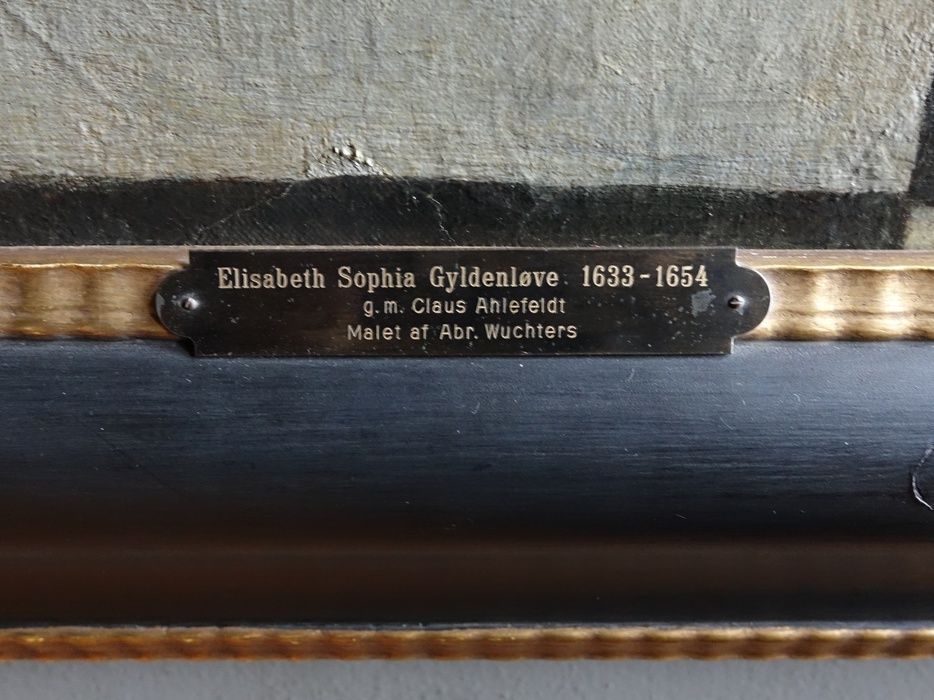 Elisabeth Sophia Gyldenløve 1633-1654
g.m. Claus Ahlefeldt
Malet af Abr. Wuchters